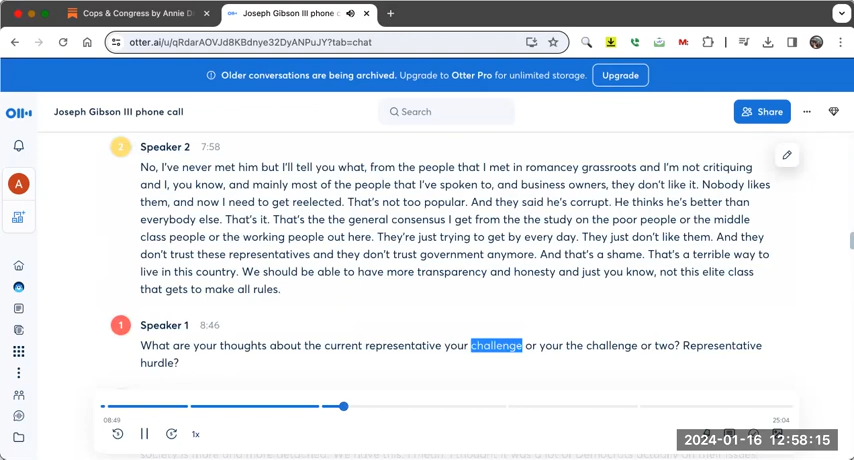 Cops & Congress by Annie D
Joseph Gibson III phone c
otter.ai/u/qRdarAOVJd8KBdnye32DyANPuJY?tab=chat
Older conversations are being archived. Upgrade to Otter Pro for unlimited storage.
Upgrade
Joseph Gibson III phone call
Search
Share
A
2
Speaker 2 7:58
No, I've never met him but I'll tell you what, from the people that I met in romancey grassroots and I'm not critiquing
and I, you know, and mainly most of the people that I've spoken to, and business owners, they don't like it. Nobody likes
them, and now I need to get reelected. That's not too popular. And they said he's corrupt. He thinks he's better than
everybody else. That's it. That's the the general consensus I get from the the study on the poor people or the middle
class people or the working people out here. They're just trying to get by every day. They just don't like them. And they
don't trust these representatives and they don't trust government anymore. And that's a shame. That's a terrible way to
live in this country. We should be able to have more transparency and honesty and just you know, not this elite class
that gets to make all rules.
1
Speaker 1 8:46
What are your thoughts about the current representative your challenge or your the challenge or two? Representative
hurdle?
08:49
25:04
1x
2024-01-16 12:58:15